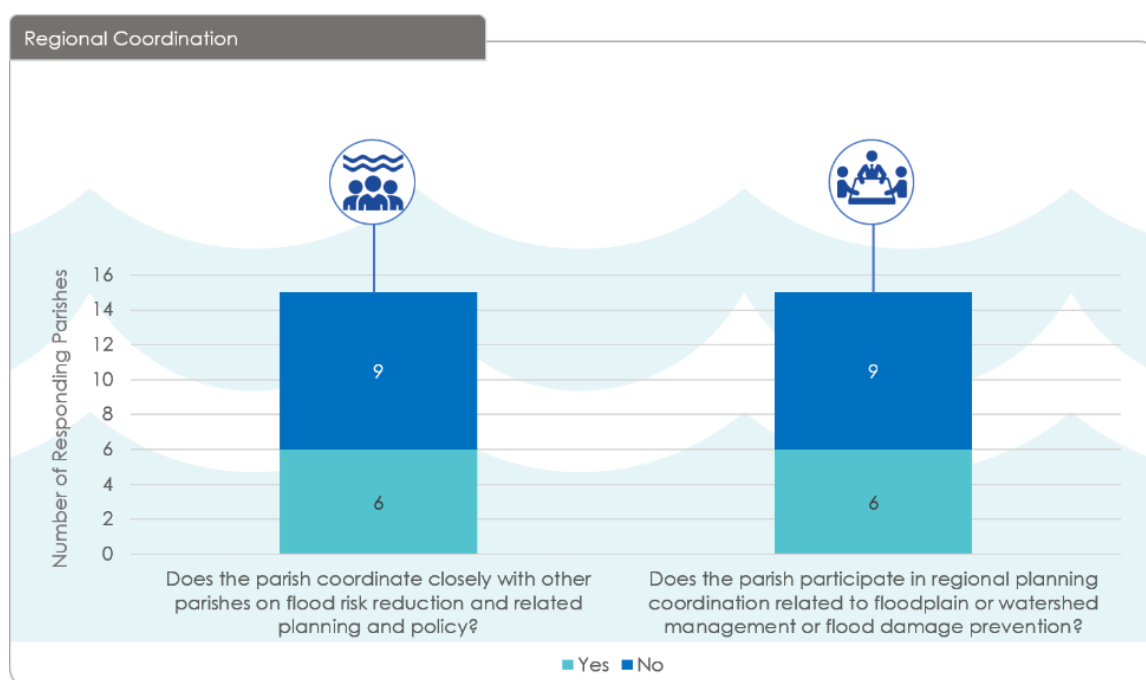 Regional Coordination
Number of Responding Parishes
16
14
12
10
8
6
4
2
0
9
9
6
6
Does the parish coordinate closely with other
parishes on flood risk reduction and related
planning and policy?
Does the parish participate in regional planning
coordination related to floodplain or watershed
management or flood damage prevention?
Yes No